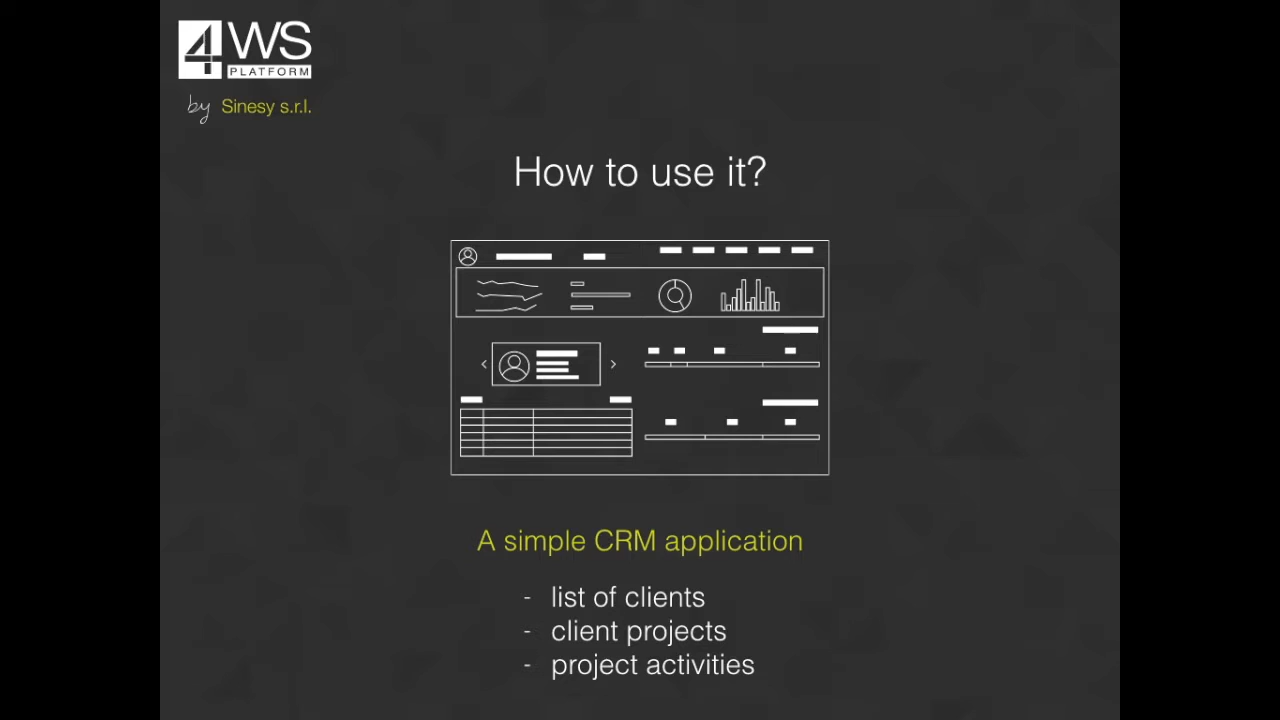 4WS
PLATFORM
by Sinesy s.r.l.
How to use it?
A simple CRM application
- list of clients
- client projects
- project activities